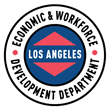 ECONOMIC & WORKFORCE
LOS ANGELES
DEVELOPMENT DEPARTMENT